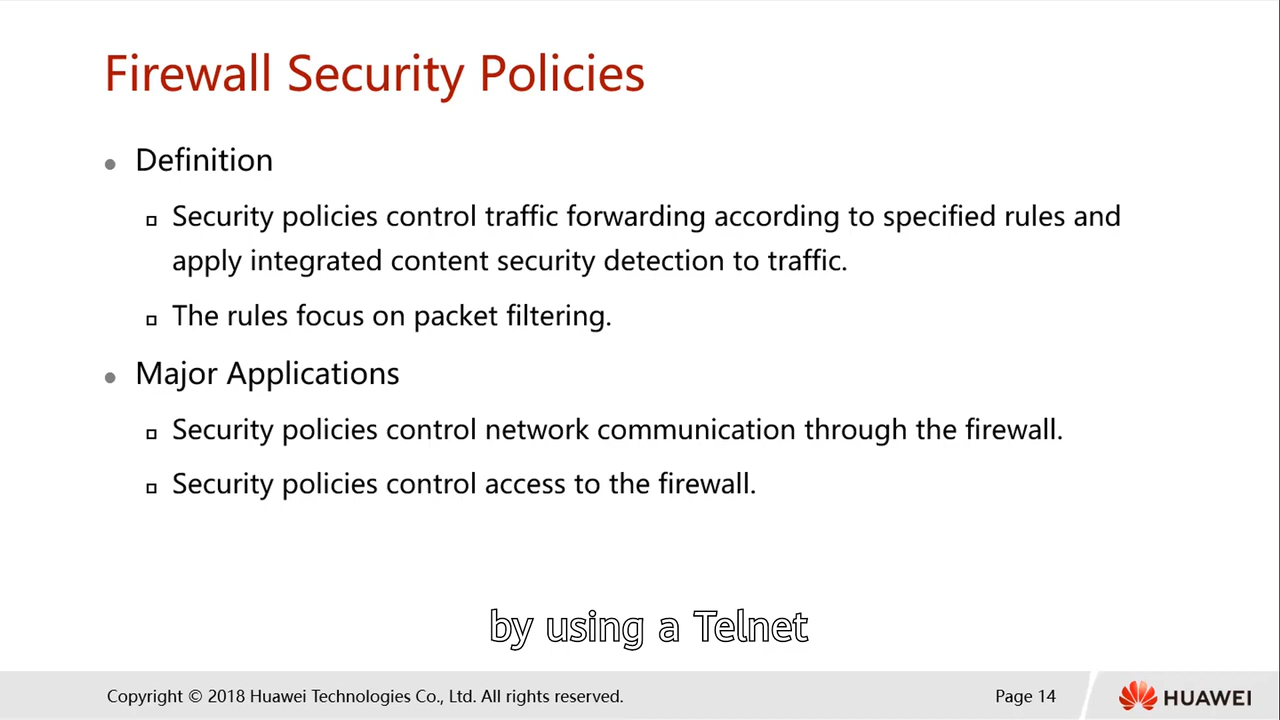 Firewall Security Policies
Definition
Security policies control traffic forwarding according to specified rules and
apply integrated content security detection to traffic.
The rules focus on packet filtering.
Major Applications
Security policies control network communication through the firewall.
Security policies control access to the firewall.
by using a Telnet
Copyright © 2018 Huawei Technologies Co., Ltd. All rights reserved.
Page 14
HUAWEI